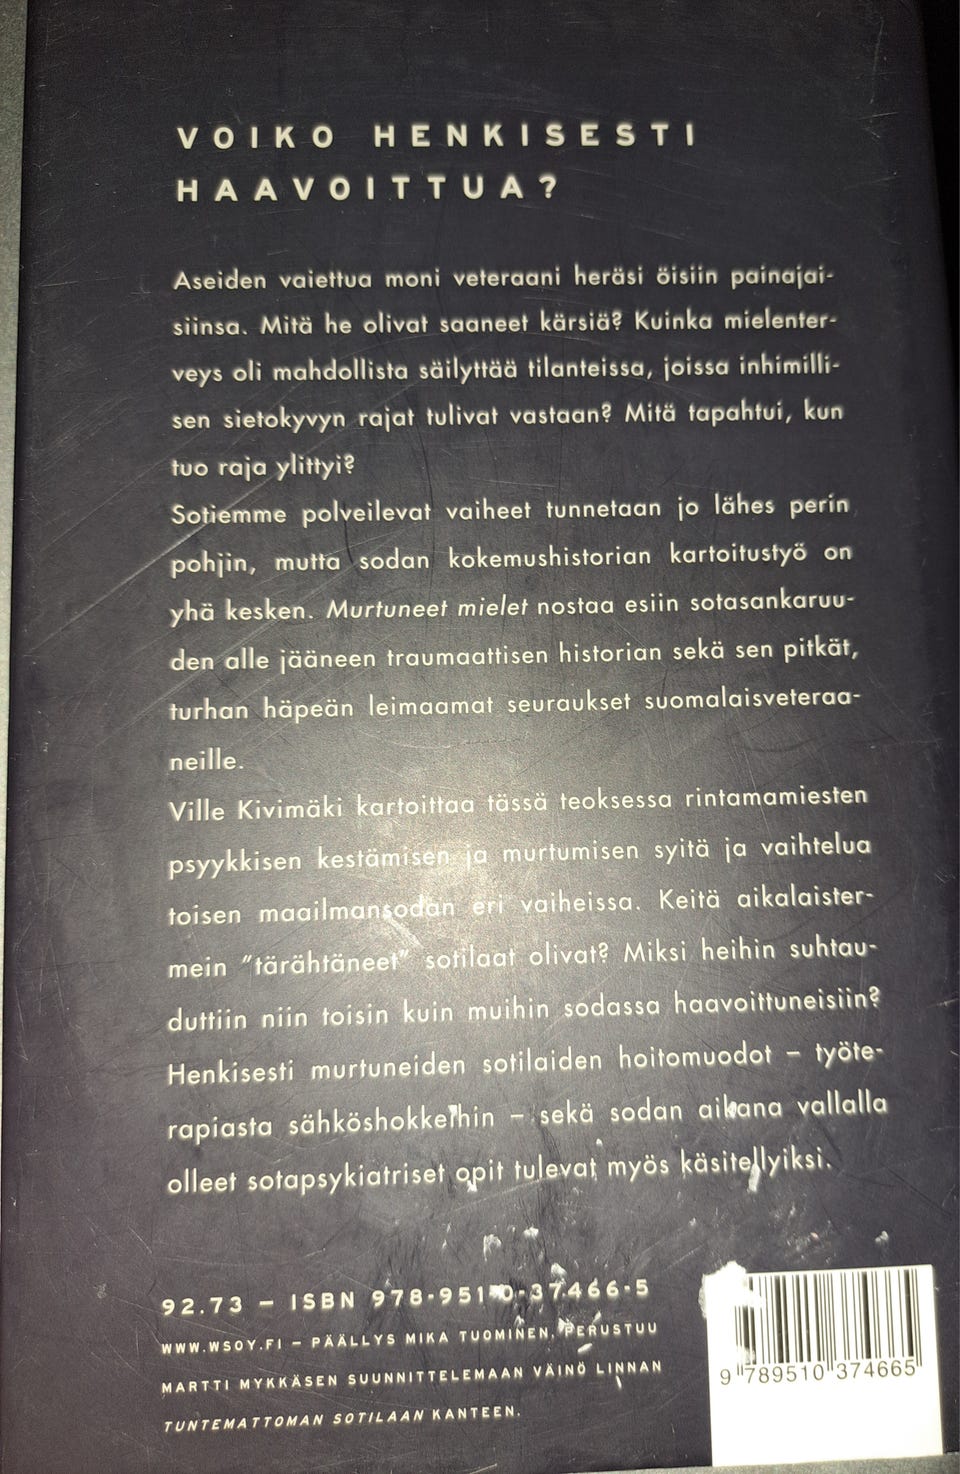 VOIKO HENKISESTI
HAAVOITTUA?
Aseiden vaiettua moni veteraani heräsi öisiin painajai-
siinsa. Mitä he olivat saaneet kärsiä? Kuinka mielenter-
veys oli mahdollista säilyttää tilanteissa, joissa inhimilli-
sen sietokyvyn rajat tulivat vastaan? Mitä tapahtui, kun
tuo raja ylittyi?
Sotiemme polveilevat vaiheet tunnetaan jo lähes perin
pohjin, mutta sodan kokemushistorian kartoitustyö on
yhä kesken. Murtuneet mielet nostaa esiin sotasankaruu-
den alle jääneen traumaattisen historian sekä sen pitkät,
turhan häpeän leimaamat seuraukset suomalaisveteraa-
neille.
Ville Kivimäki kartoittaa tässä teoksessa rintamamiesten
psyykkisen kestämisen ja murtumisen syitä ja vaihtelua
toisen maailmansodan eri vaiheissa. Keitä aikalaister-
mein "tärähtäneet" sotilaat olivat? Miksi heihin suhtau-
duttiin niin toisin kuin muihin sodassa haavoittuneisiin?
Henkisesti murtuneiden sotilaiden hoitomuodot – työte-
rapiasta sähköshokkeihin – sekä sodan aikana vallalla
olleet sotapsykiatriset opit tulevat myös käsitellyiksi.
92.73 – ISBN 978-951-0-37466-5
WWW.WSOY.FI – PÄÄLLYS MIKA TUOMINEN, PERUSTUU
MARTTI MYKKÄSEN SUUNNITTELEMAAN VÄINÖ LINNAN
TUNTEMATTOMAN SOTILAAN KANTEEN.
9 789510 374665